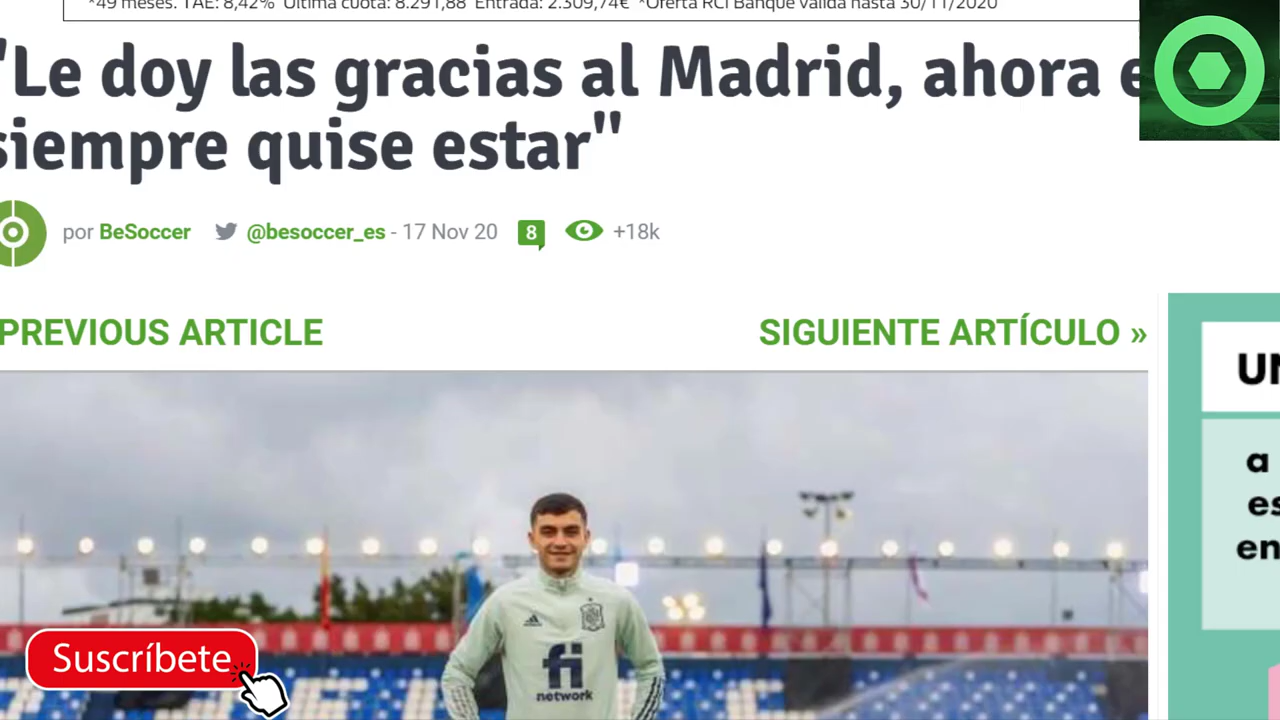 *49 meses. TAE: 8,42% Última cuota: 8.291,88 Entrada: 2.309,74€ *Oferta RCI Banque válida hasta 30/11/2020
"Le doy las gracias al Madrid, ahora e
siempre quise estar"
por BeSoccer @besoccer_es - 17 Nov 20 8 +18k
PREVIOUS ARTICLE SIGUIENTE ARTÍCULO »
UN
a
es
en
fi
network
Suscríbete